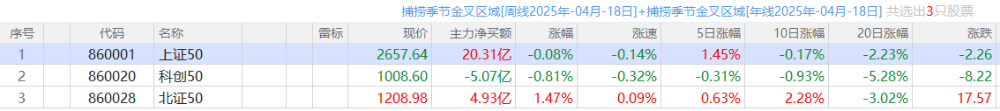 捕捞季节金叉区域[周线2025年-04月-18日]+捕捞季节金叉区域[年线2025年-04月-18日] 共选出3只股票
序号 代码 名称 雷标 现价 主力净买额 涨幅 涨速 5日涨幅 10日涨幅 20日涨幅 涨跌
1 860001 上证50 2657.64 20.31亿 -0.08% -0.14% 1.45% -0.17% -2.23% -2.26
2 860020 科创50 1008.60 -5.07亿 -0.81% -0.32% -0.31% -0.93% -5.28% -8.22
3 860028 北证50 1208.98 4.93亿 1.47% 0.09% 0.63% 2.28% -3.02% 17.57